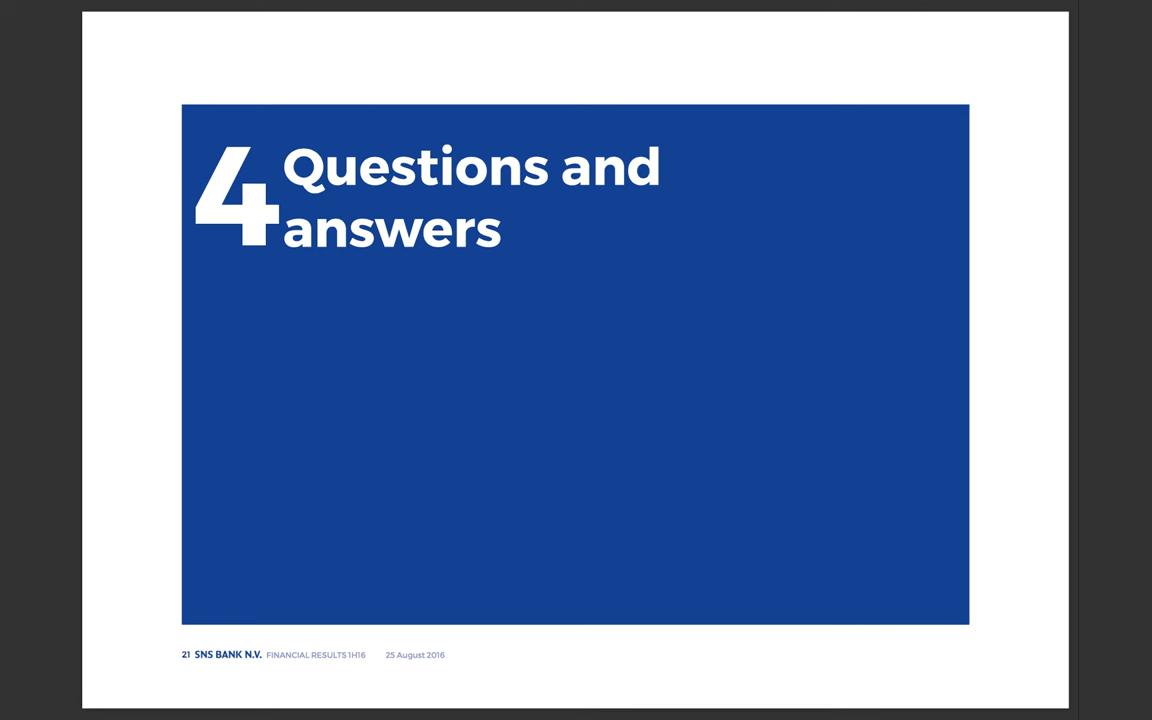 4 Questions and
answers
21 SNS BANK N.V. FINANCIAL RESULTS 1H16 25 August 2016